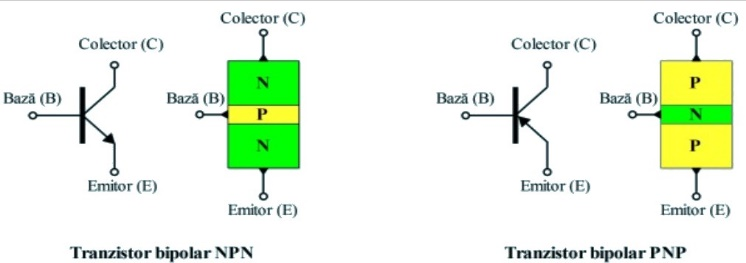 Colector (C)
Bază (B)
Emitor (E)
Colector (C)
Bază (B)
N
P
N
Emitor (E)
Tranzistor bipolar NPN
Colector (C)
Bază (B)
Emitor (E)
Colector (C)
Bază (B)
P
N
P
Emitor (E)
Tranzistor bipolar PNP